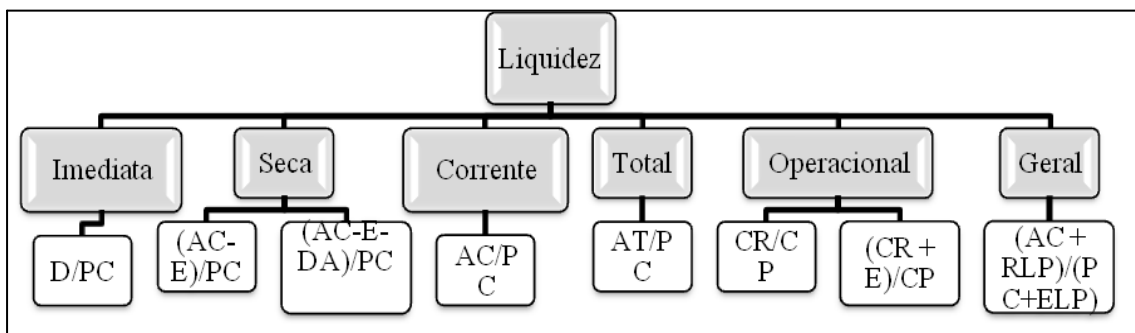 Liquidez
Imediata
Seca
Corrente
Total
Operacional
Geral
D/PC
(AC-
E)/PC
(AC-E-
DA)/PC
AC/P
C
AT/P
C
CR/C
P
(CR +
E)/CP
(AC +
RLP)/(P
C+ELP)